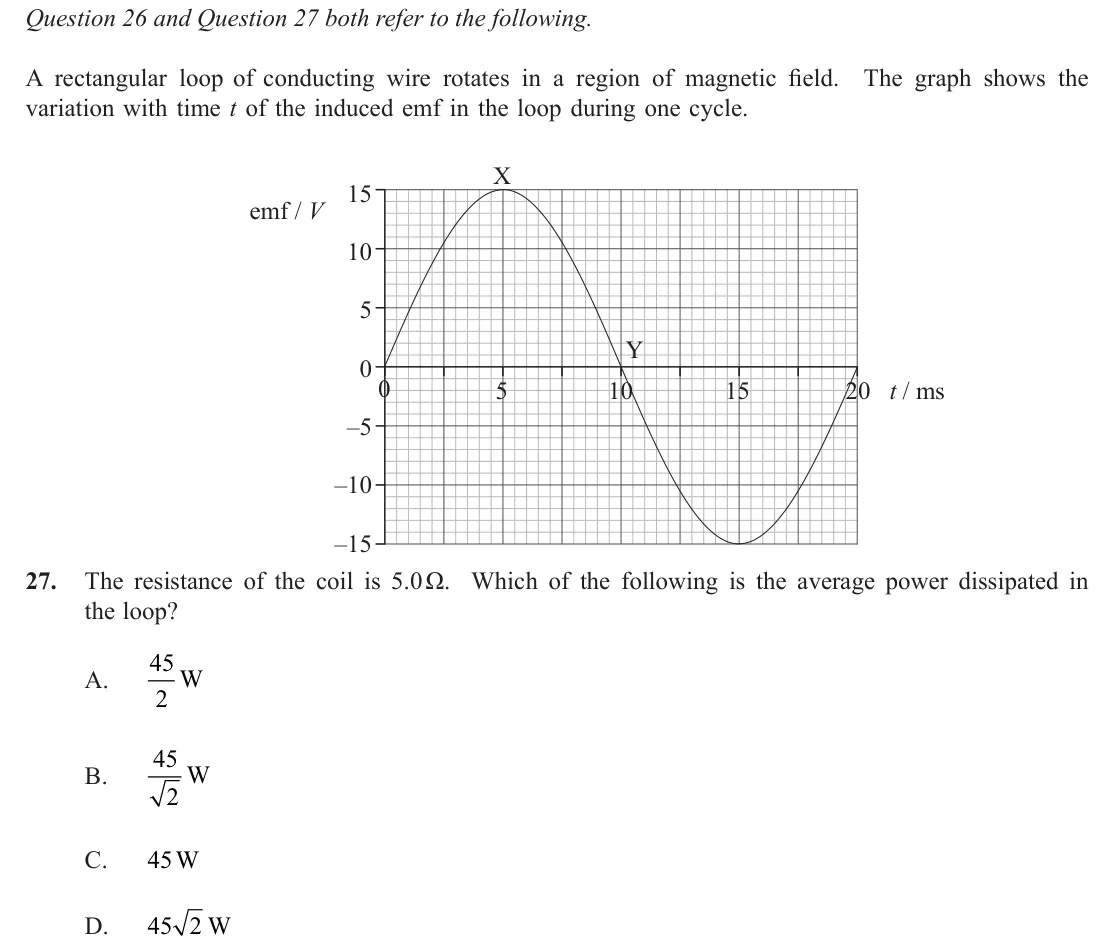 Question 26 and Question 27 both refer to the following.
A rectangular loop of conducting wire rotates in a region of magnetic field. The graph shows the
variation with time t of the induced emf in the loop during one cycle.
X
emf / V
15
10
5
Y
0
0 5 10 15 20 t / ms
–5
–10
–15
27. The resistance of the coil is 5.0Ω. Which of the following is the average power dissipated in
the loop?
A. 45/2 W
B. 45/√2 W
C. 45 W
D. 45√2 W